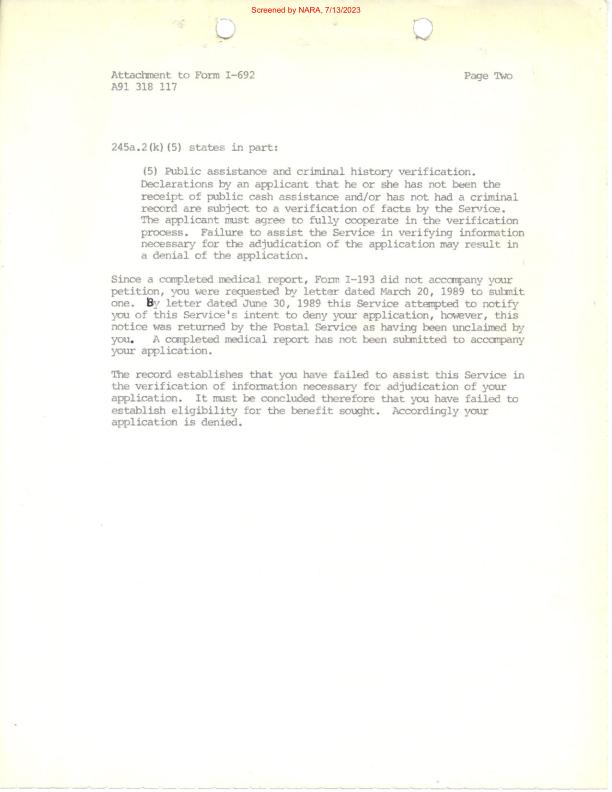 Screened by NARA, 7/13/2023
Attachment to Form I-692
Page Two
A91 318 117
245a.2(k)(5) states in part:
(5) Public assistance and criminal history verification.
Declarations by an applicant that he or she has not been the
receipt of public cash assistance and/or has not had a criminal
record are subject to a verification of facts by the Service.
The applicant must agree to fully cooperate in the verification
process. Failure to assist the Service in verifying information
necessary for the adjudication of the application may result in
a denial of the application.
Since a completed medical report, Form I-193 did not accompany your
petition, you were requested by letter dated March 20, 1989 to submit
one. By letter dated June 30, 1989 this Service attempted to notify
you of this Service's intent to deny your application, however, this
notice was returned by the Postal Service as having been unclaimed by
you. A completed medical report has not been submitted to accompany
your application.
The record establishes that you have failed to assist this Service in
the verification of information necessary for adjudication of your
application. It must be concluded therefore that you have failed to
establish eligibility for the benefit sought. Accordingly your
application is denied.